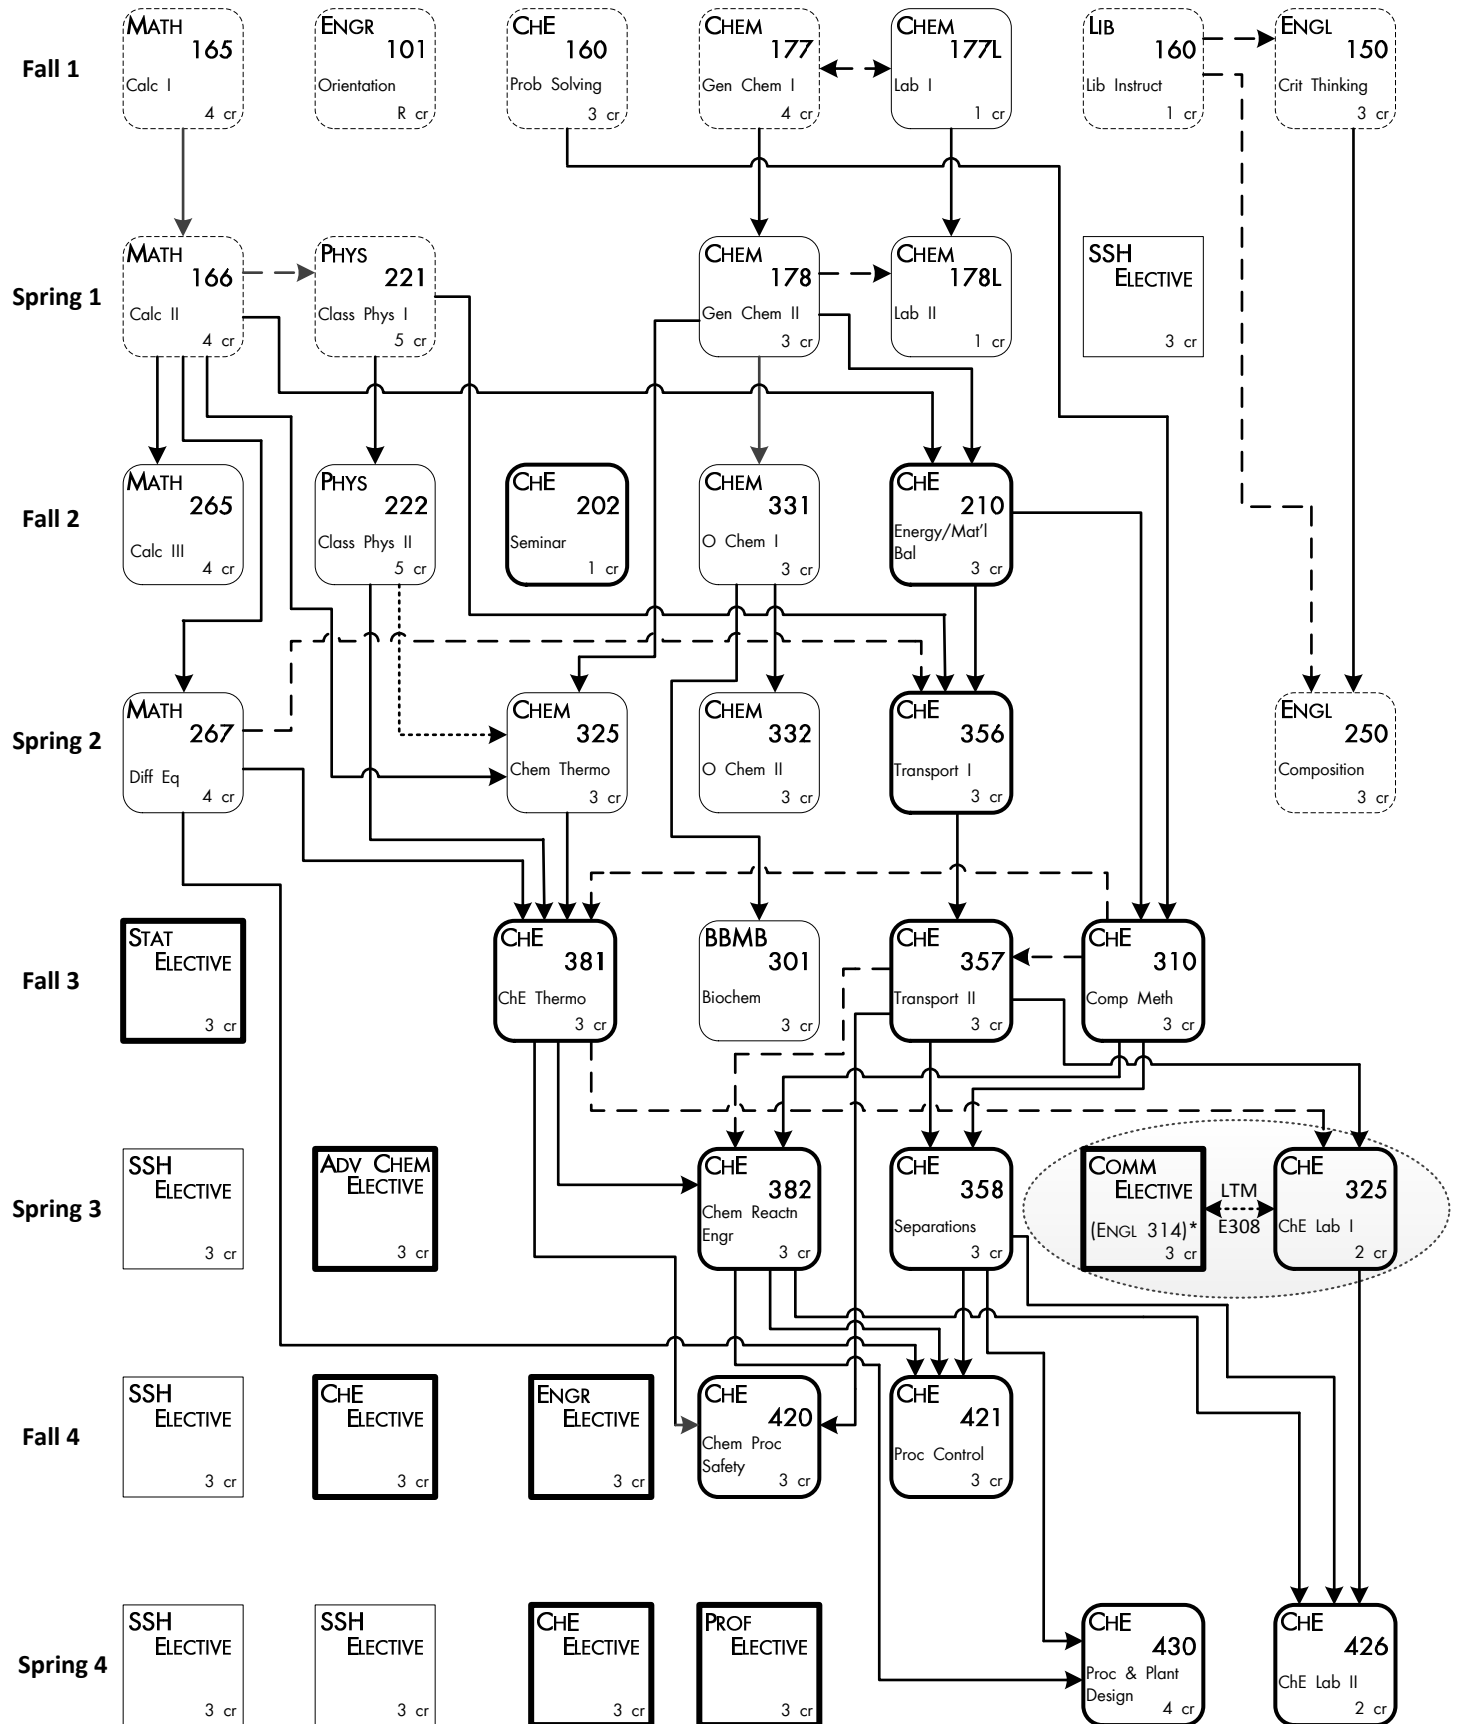 Fall 1
MATH
165
Calc I
4 cr
ENGR
101
Orientation
R cr
CHE
160
Prob Solving
3 cr
CHEM
177
Gen Chem I
4 cr
CHEM
177L
Lab I
1 cr
LIB
160
Lib Instruct
1 cr
ENGL
150
Crit Thinking
3 cr
Spring 1
MATH
166
Calc II
4 cr
PHYS
221
Class Phys I
5 cr
CHEM
178
Gen Chem II
3 cr
CHEM
178L
Lab II
1 cr
SSH
ELECTIVE
3 cr
Fall 2
MATH
265
Calc III
4 cr
PHYS
222
Class Phys II
5 cr
CHE
202
Seminar
1 cr
CHEM
331
O Chem I
3 cr
CHE
210
Energy/Mat'l
Bal
3 cr
Spring 2
MATH
267
Diff Eq
4 cr
CHEM
325
Chem Thermo
3 cr
CHEM
332
O Chem II
3 cr
CHE
356
Transport I
3 cr
ENGL
250
Composition
3 cr
Fall 3
STAT
ELECTIVE
3 cr
CHE
381
ChE Thermo
3 cr
BBMB
301
Biochem
3 cr
CHE
357
Transport II
3 cr
CHE
310
Comp Meth
3 cr
Spring 3
SSH
ELECTIVE
3 cr
ADV CHEM
ELECTIVE
3 cr
CHE
382
Chem Reactn
Engr
3 cr
CHE
358
Separations
3 cr
COMM
ELECTIVE
(ENGL 314)*
3 cr
LTM
E308
CHE
325
ChE Lab I
2 cr
Fall 4
SSH
ELECTIVE
3 cr
CHE
ELECTIVE
3 cr
ENGR
ELECTIVE
3 cr
CHE
420
Chem Proc
Safety
3 cr
CHE
421
Proc Control
3 cr
Spring 4
SSH
ELECTIVE
3 cr
SSH
ELECTIVE
3 cr
CHE
ELECTIVE
3 cr
PROF
ELECTIVE
3 cr
CHE
430
Proc & Plant
Design
4 cr
CHE
426
ChE Lab II
2 cr